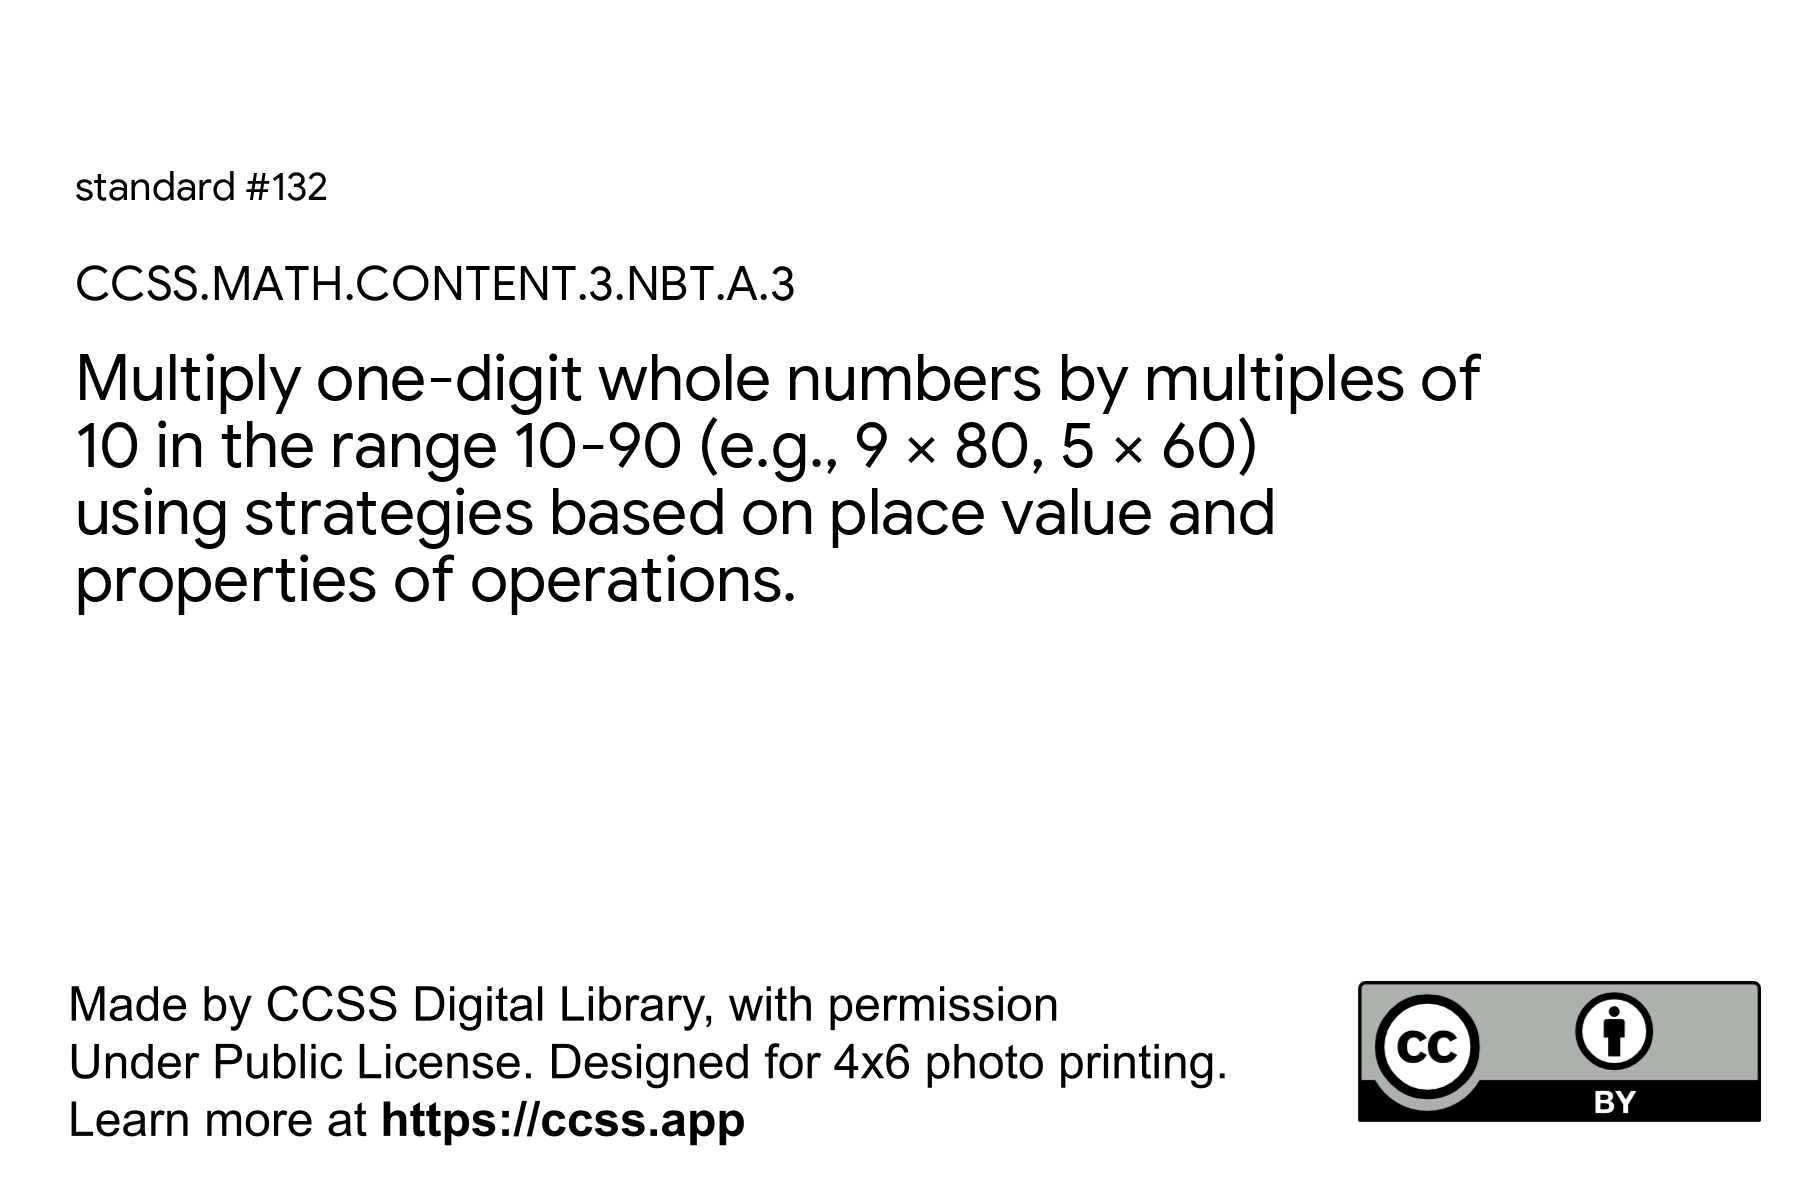 standard #132
CCSS.MATH.CONTENT.3.NBT.A.3
Multiply one-digit whole numbers by multiples of
10 in the range 10-90 (e.g., 9 × 80, 5 × 60)
using strategies based on place value and
properties of operations.
Made by CCSS Digital Library, with permission
Under Public License. Designed for 4x6 photo printing.
Learn more at https://ccss.app
cc
BY